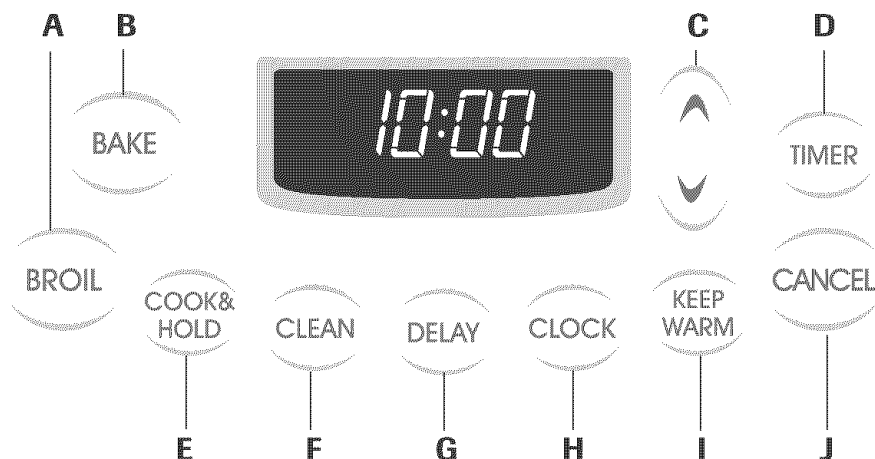 A B C D
10:00
BAKE
TIMER
BROIL
COOK&
HOLD
CLEAN
DELAY
CLOCK
KEEP
WARM
CANCEL
E F G H I J